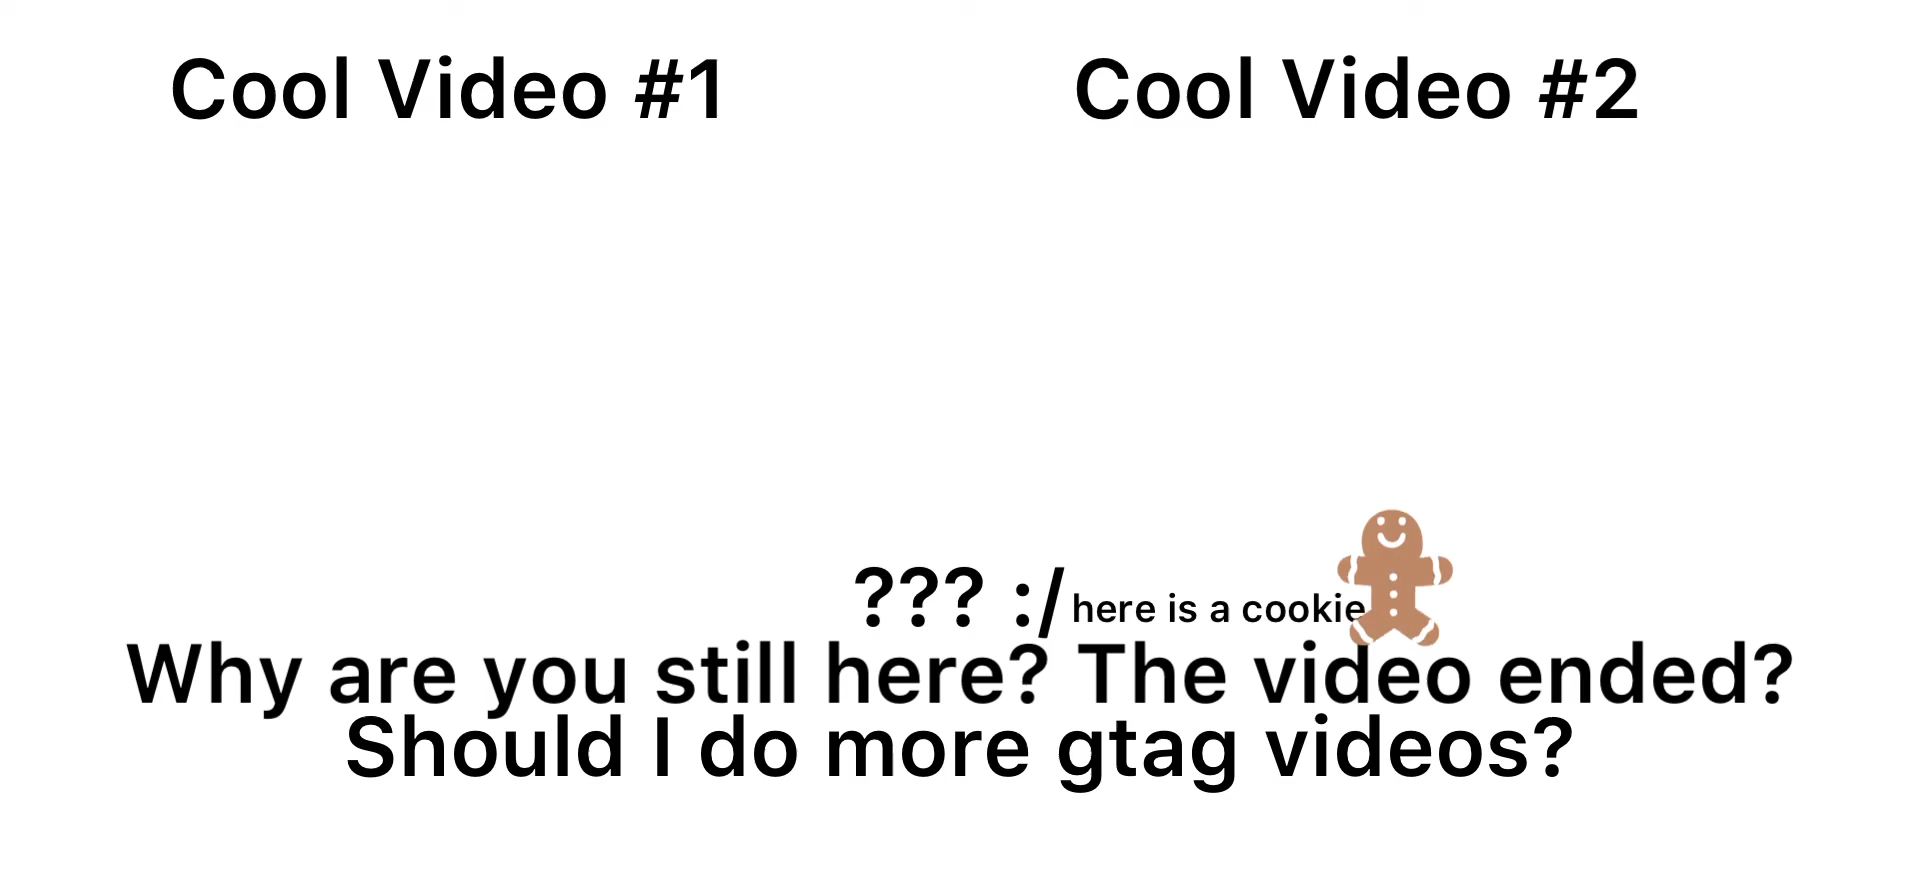 Cool Video #1
Cool Video #2
??? :/ here is a cookie
Why are you still here? The video ended?
Should I do more gtag videos?